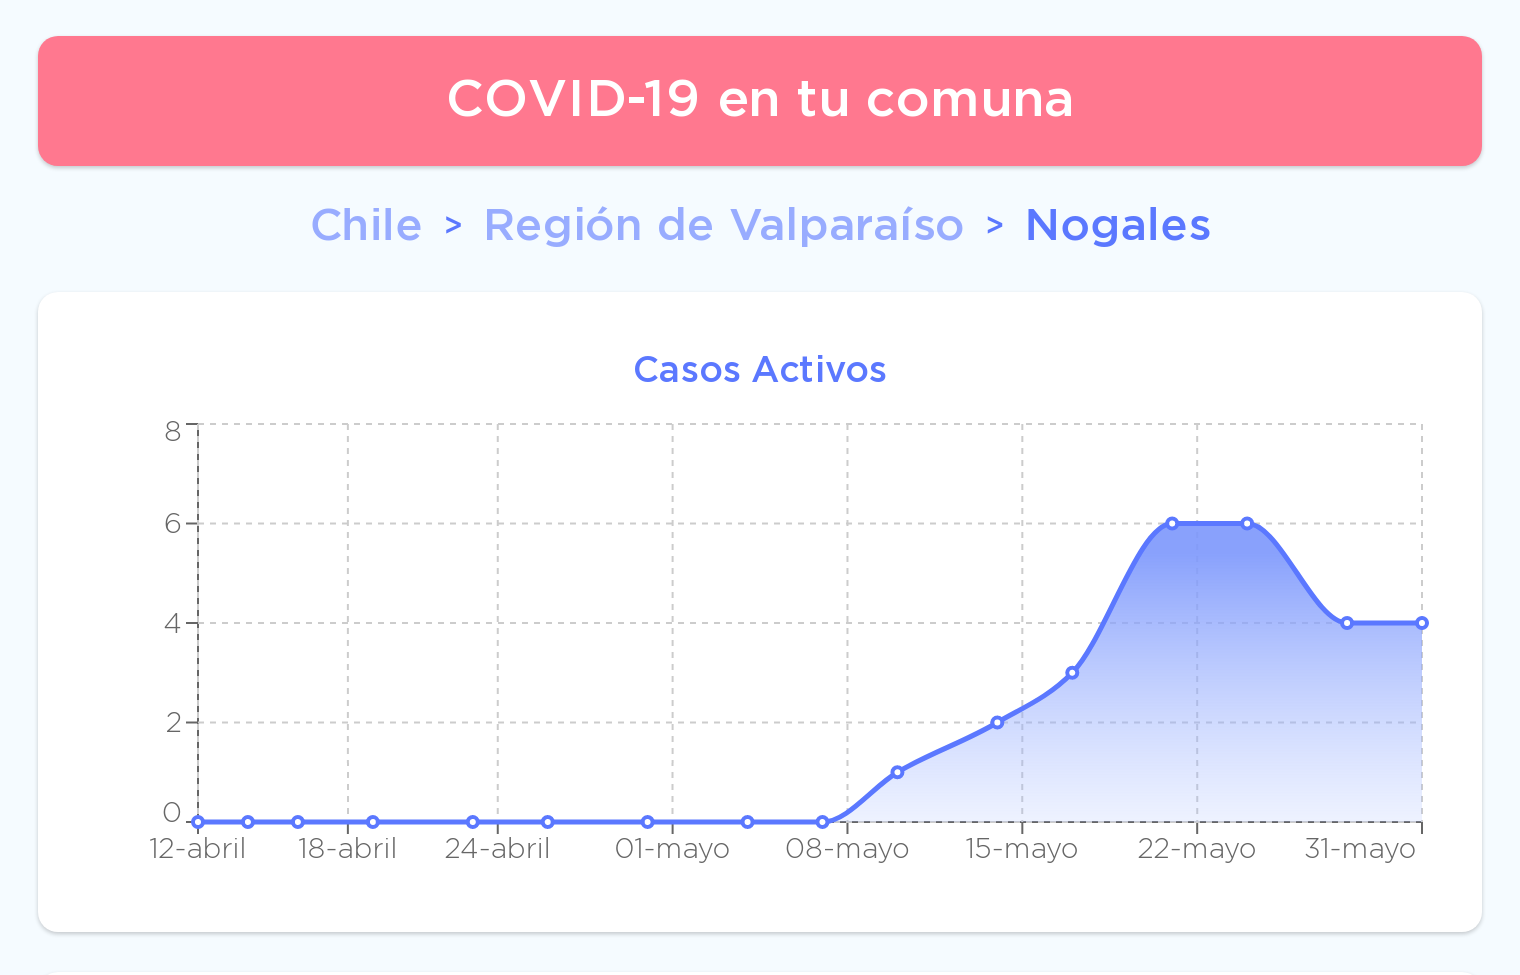 COVID-19 en tu comuna
Chile > Región de Valparaíso > Nogales
Casos Activos
8
6
4
2
0
12-abril 18-abril 24-abril 01-mayo 08-mayo 15-mayo 22-mayo 31-mayo